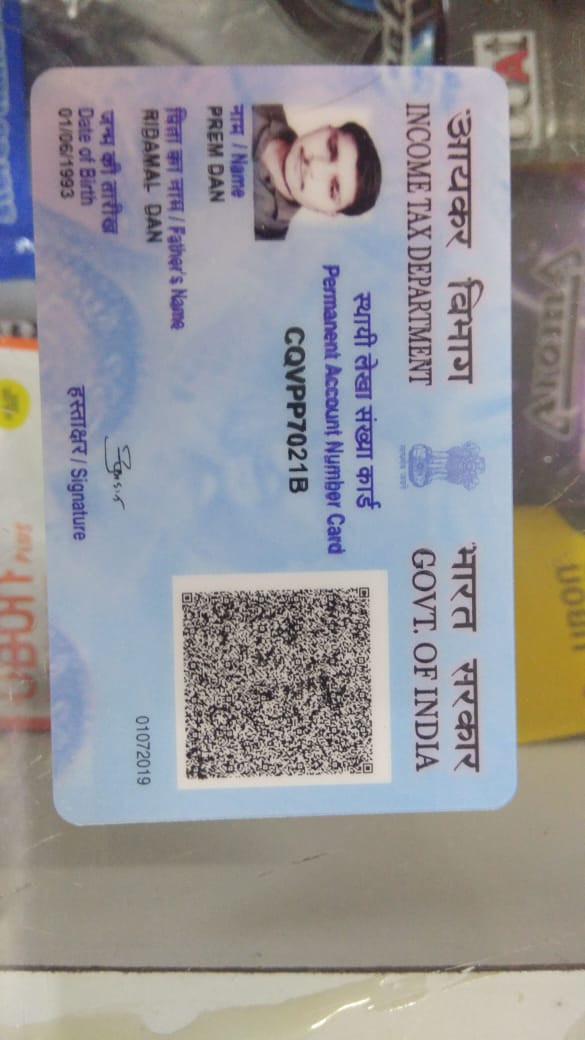 आयकर विभाग
INCOME TAX DEPARTMENT
भारत सरकार
GOVT. OF INDIA
स्थायी लेखा संख्या कार्ड
Permanent Account Number Card
CQVPP7021B
नाम / Name
PREM DAN
पिता का नाम / Father's Name
RIDAMAL DAN
जन्म की तारीख
Date of Birth
01/06/1993
हस्ताक्षर / Signature
01072019